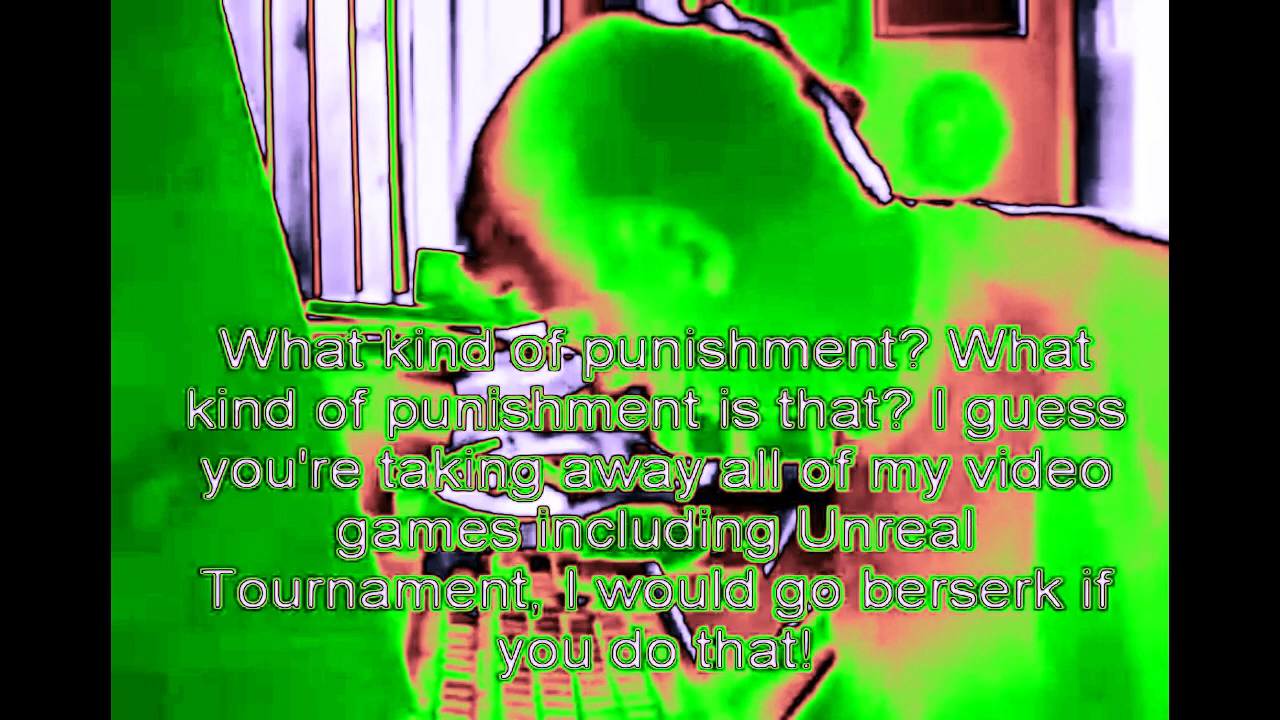 What kind of punishment? What
kind of punishment is that? I guess
you're taking away all of my video
games including Unreal
Tournament, I would go berserk if
you do that!